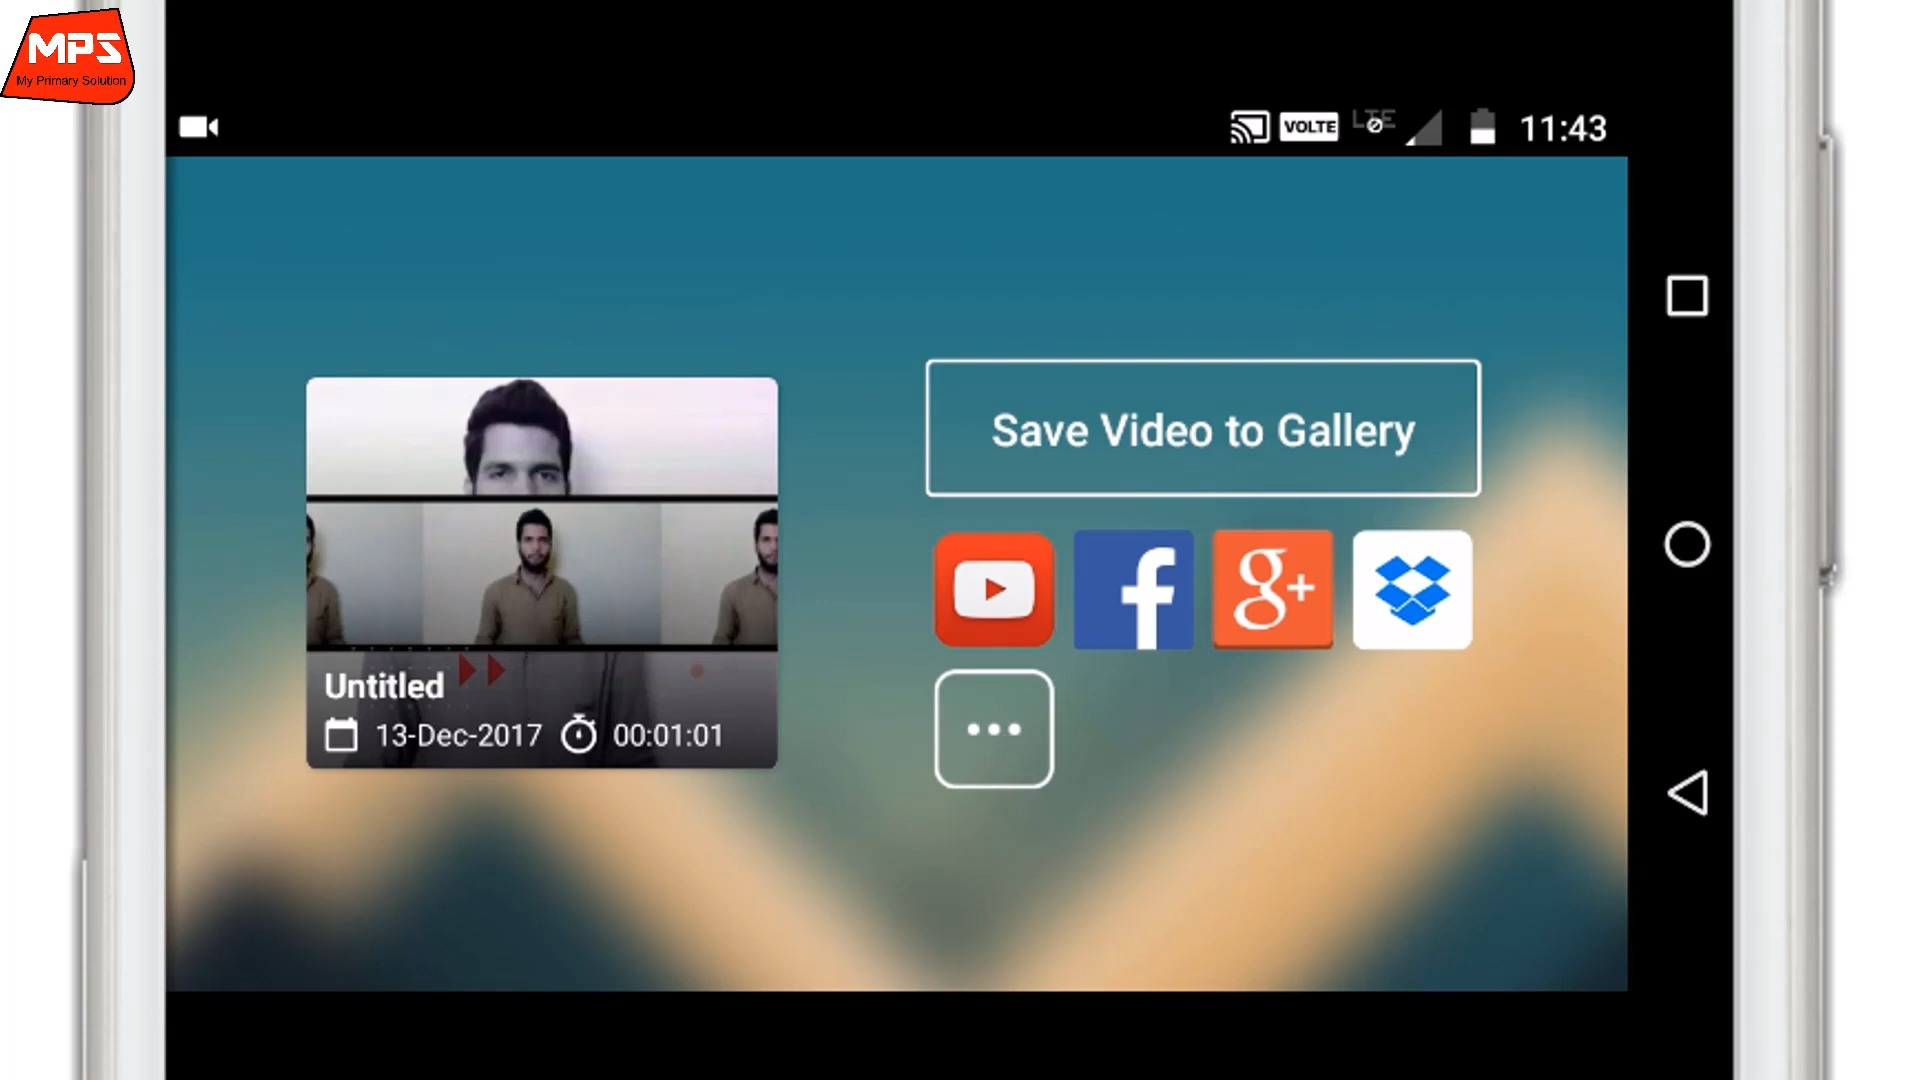 MPS
My Primary Solution
VOLTE
LTE
11:43
Save Video to Gallery
f
g+
Untitled
13-Dec-2017 00:01:01